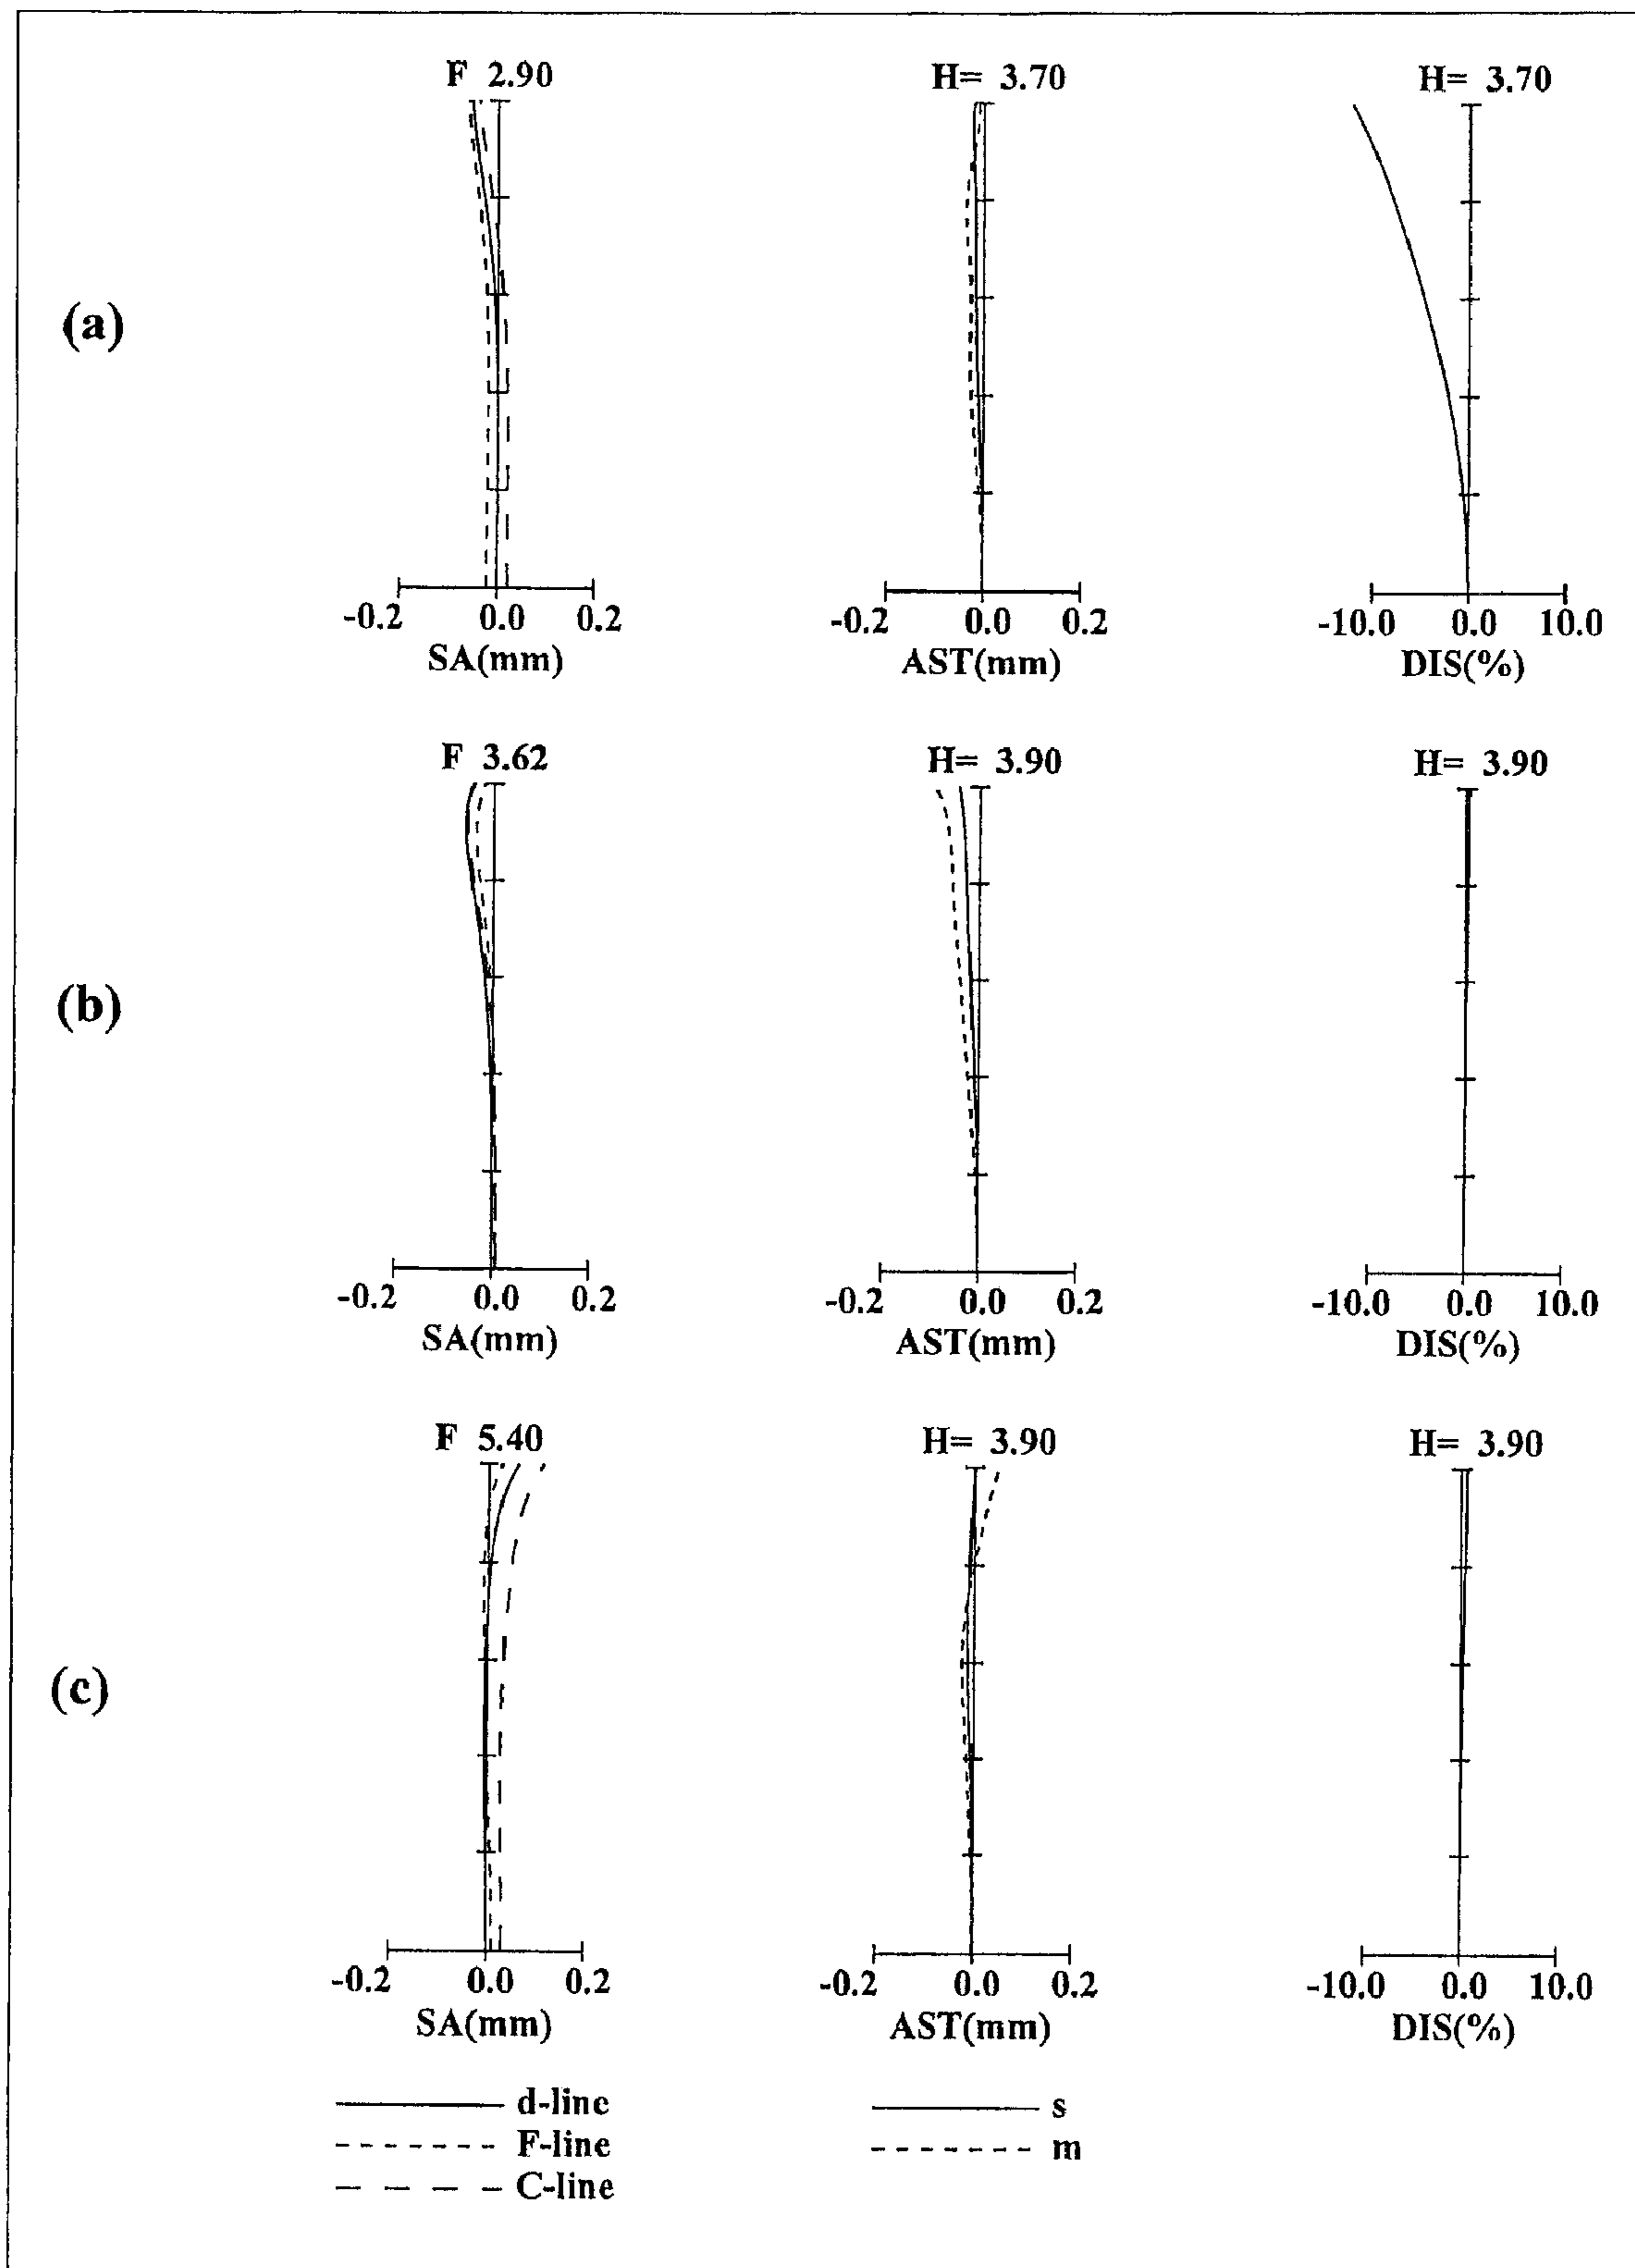 F 2.90 H= 3.70 H= 3.70
(a)
-0.2 0.0 0.2 -0.2 0.0 0.2 -10.0 0.0 10.0
SA(mm) AST(mm) DIS(%)
F 3.62 H= 3.90 H= 3.90
(b)
-0.2 0.0 0.2 -0.2 0.0 0.2 -10.0 0.0 10.0
SA(mm) AST(mm) DIS(%)
F 5.40 H= 3.90 H= 3.90
(c)
-0.2 0.0 0.2 -0.2 0.0 0.2 -10.0 0.0 10.0
SA(mm) AST(mm) DIS(%)
d-line s
F-line m
C-line